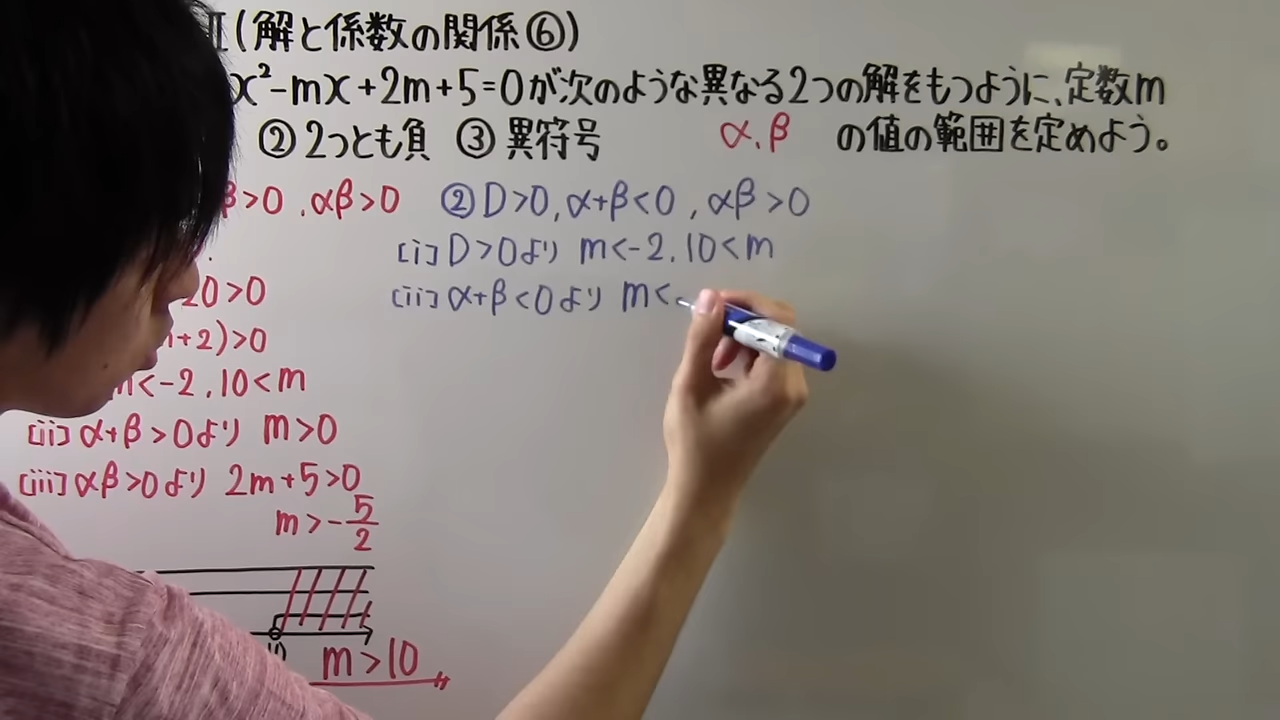 Ⅱ(解と係数の関係⑥)
x²-mx+2m+5=0が次のような異なる2つの解をもつように、定数m
②2つとも負 ③異符号 α.β の値の範囲を定めよう。
β>0 , αβ>0
20>0
+2)>0
m<-2 , 10<m
[ii] α+β>0より m>0
[iii] αβ>0より 2m+5>0
m>-5/2
10
m>10
② D>0, α+β<0 , αβ>0
[i] D>0より m<-2. 10<m
[ii] α+β<0より m<